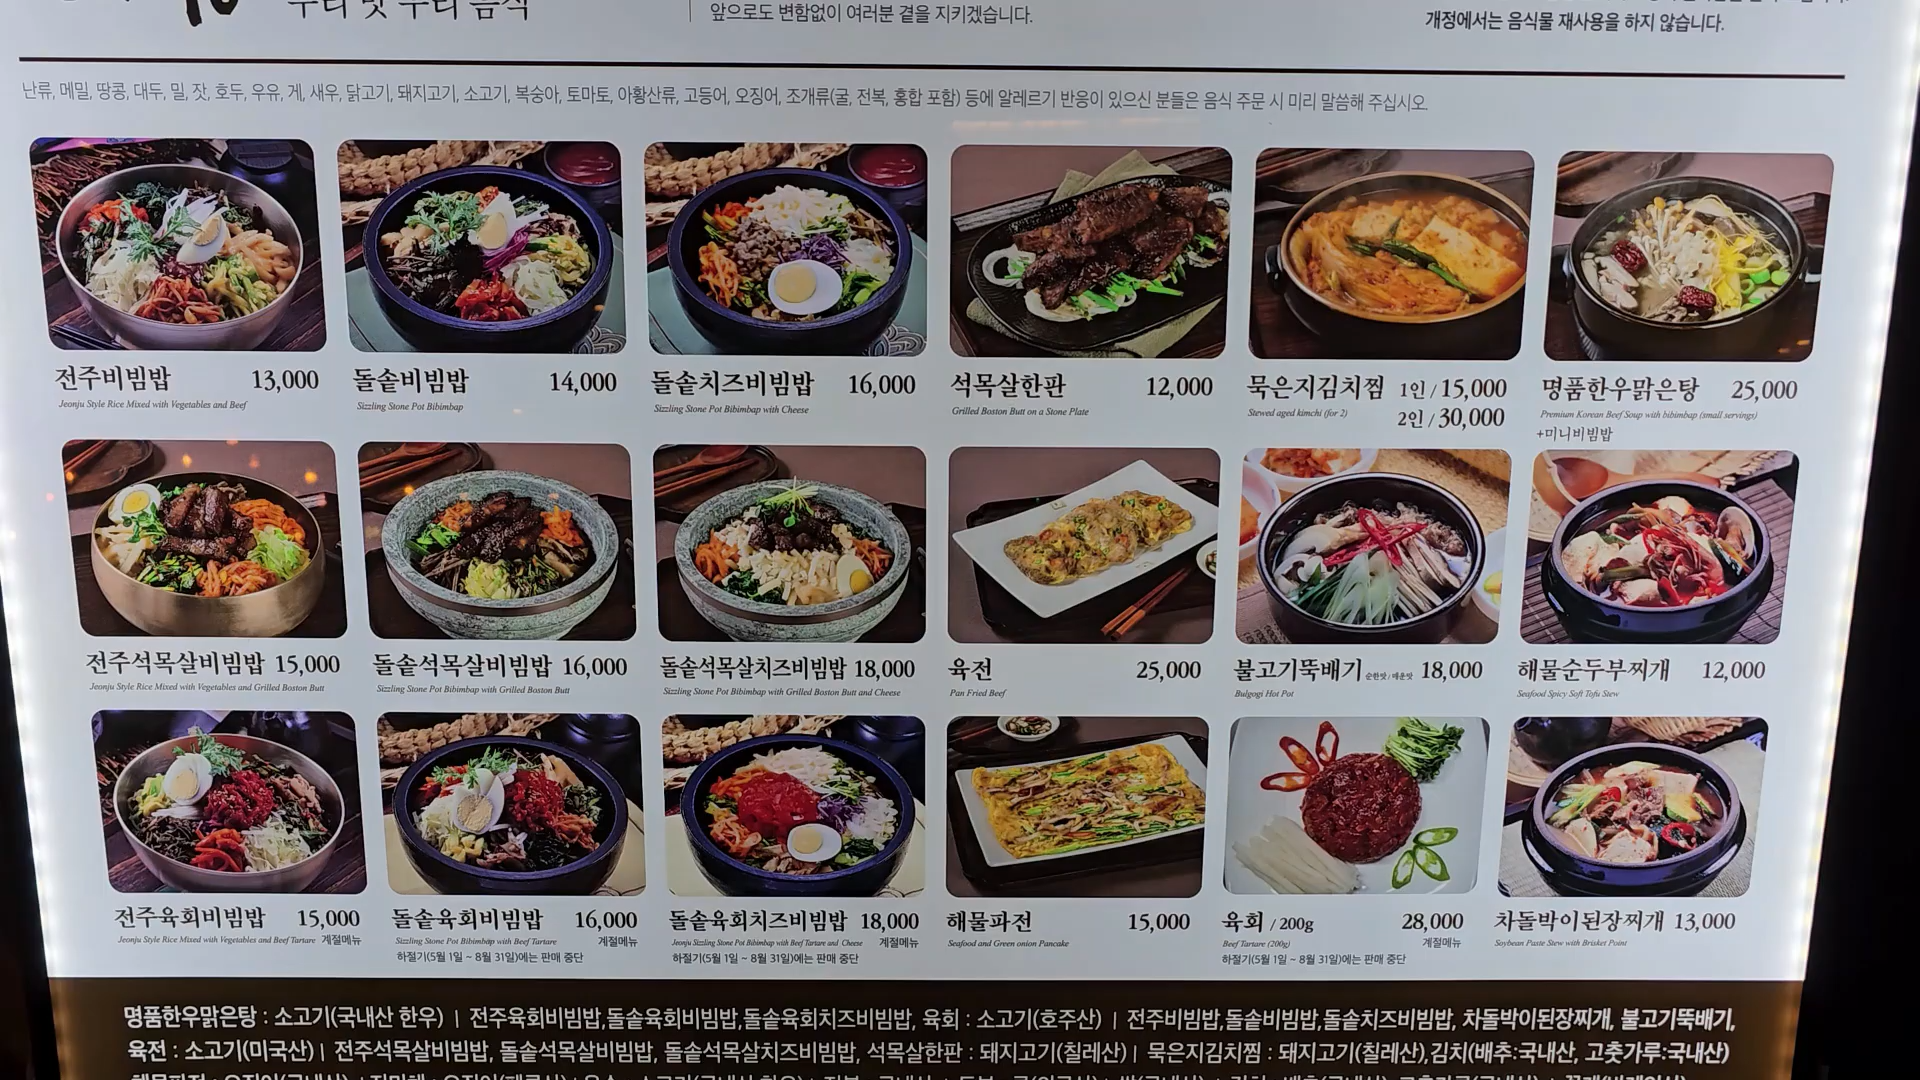 우리 맛 우리 음식
앞으로도 변함없이 여러분 곁을 지키겠습니다.
개정에서는 음식물 재사용을 하지 않습니다.
난류, 메밀, 땅콩, 대두, 밀, 잣, 호두, 우유, 게, 새우, 닭고기, 돼지고기, 소고기, 복숭아, 토마토, 아황산류, 고등어, 오징어, 조개류(굴, 전복, 홍합 포함) 등에 알레르기 반응이 있으신 분들은 음식 주문 시 미리 말씀해 주십시오.
전주비빔밥 13,000
Jeonju Style Rice Mixed with Vegetables and Beef
돌솥비빔밥 14,000
Sizzling Stone Pot Bibimbap
돌솥치즈비빔밥 16,000
Sizzling Stone Pot Bibimbap with Cheese
석목살한판 12,000
Grilled Boston Butt on a Stone Plate
묵은지김치찜 1인 / 15,000
Stewed aged kimchi (for 2)
2인 / 30,000
명품한우맑은탕 25,000
Premium Korean Beef Soup with bibimbap (small servings)
+미니비빔밥
전주석목살비빔밥 15,000
Jeonju Style Rice Mixed with Vegetables and Grilled Boston Butt
돌솥석목살비빔밥 16,000
Sizzling Stone Pot Bibimbap with Grilled Boston Butt
돌솥석목살치즈비빔밥 18,000
Sizzling Stone Pot Bibimbap with Grilled Boston Butt and Cheese
육전 25,000
Pan Fried Beef
불고기뚝배기 순한맛 / 매운맛 18,000
Bulgogi Hot Pot
해물순두부찌개 12,000
Seafood Spicy Soft Tofu Stew
전주육회비빔밥 15,000
Jeonju Style Rice Mixed with Vegetables and Beef Tartare 계절메뉴
돌솥육회비빔밥 16,000
Sizzling Stone Pot Bibimbap with Beef Tartare 계절메뉴
하절기(5월 1일 ~ 8월 31일)에는 판매 중단
돌솥육회치즈비빔밥 18,000
Jeonju Sizzling Stone Pot Bibimbap with Beef Tartare and Cheese 계절메뉴
하절기(5월 1일 ~ 8월 31일)에는 판매 중단
해물파전 15,000
Seafood and Green onion Pancake
육회 / 200g 28,000
Beef Tartare (200g) 계절메뉴
하절기(5월 1일 ~ 8월 31일)에는 판매 중단
차돌박이된장찌개 13,000
Soybean Paste Stew with Brisket Point
명품한우맑은탕 : 소고기(국내산 한우) | 전주육회비빔밥,돌솥육회비빔밥,돌솥육회치즈비빔밥, 육회 : 소고기(호주산) | 전주비빔밥,돌솥비빔밥,돌솥치즈비빔밥, 차돌박이된장찌개, 불고기뚝배기,
육전 : 소고기(미국산) | 전주석목살비빔밥, 돌솥석목살비빔밥, 돌솥석목살치즈비빔밥, 석목살한판 : 돼지고기(칠레산) | 묵은지김치찜 : 돼지고기(칠레산),김치(배추:국내산, 고춧가루:국내산)